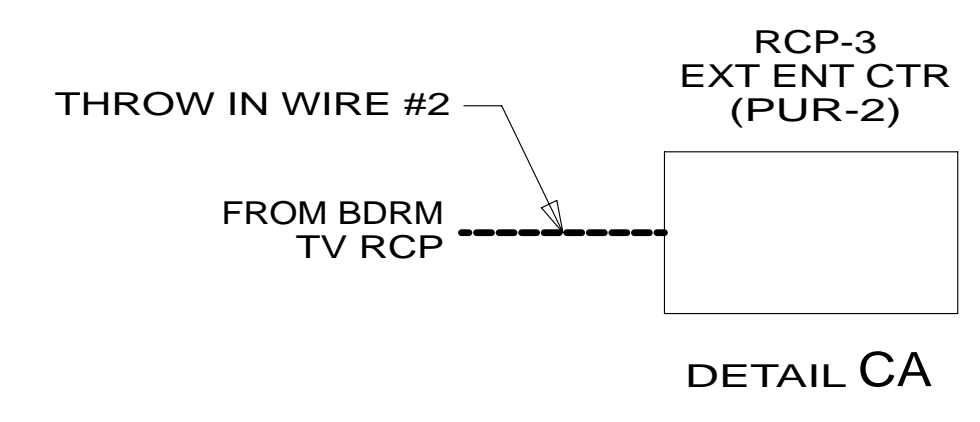 RCP-3
EXT ENT CTR
(PUR-2)
THROW IN WIRE #2
FROM BDRM
TV RCP
DETAIL CA